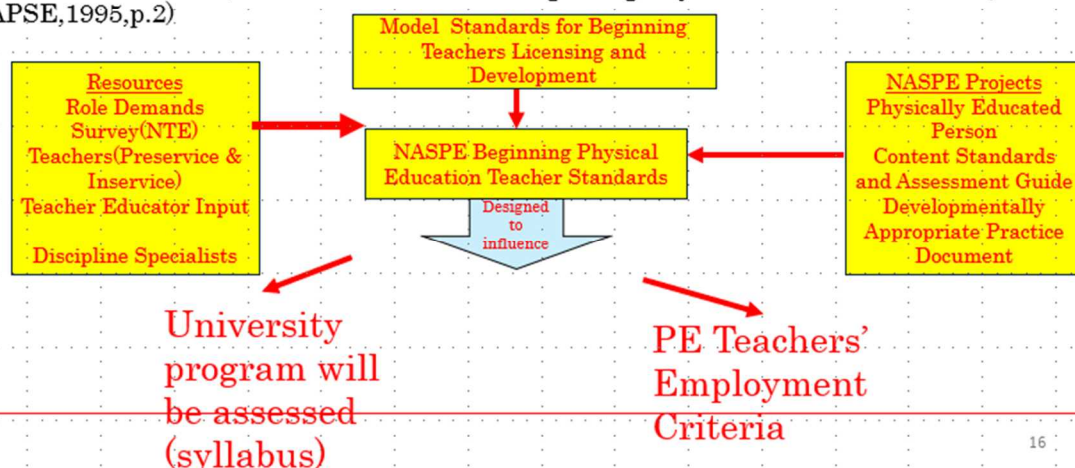 APSE,1995,p.2)
Model Standards for Beginning
Teachers Licensing and
Development
Resources
Role Demands
Survey(NTE)
Teachers(Preservice &
Inservice)
Teacher Educator Input
Discipline Specialists
NASPE Beginning Physical
Education Teacher Standards
NASPE Projects
Physically Educated
Person
Content Standards
and Assessment Guide
Developmentally
Appropriate Practice
Document
Designed
to
influence
University
program will
be assessed
(syllabus)
PE Teachers’
Employment
Criteria
16